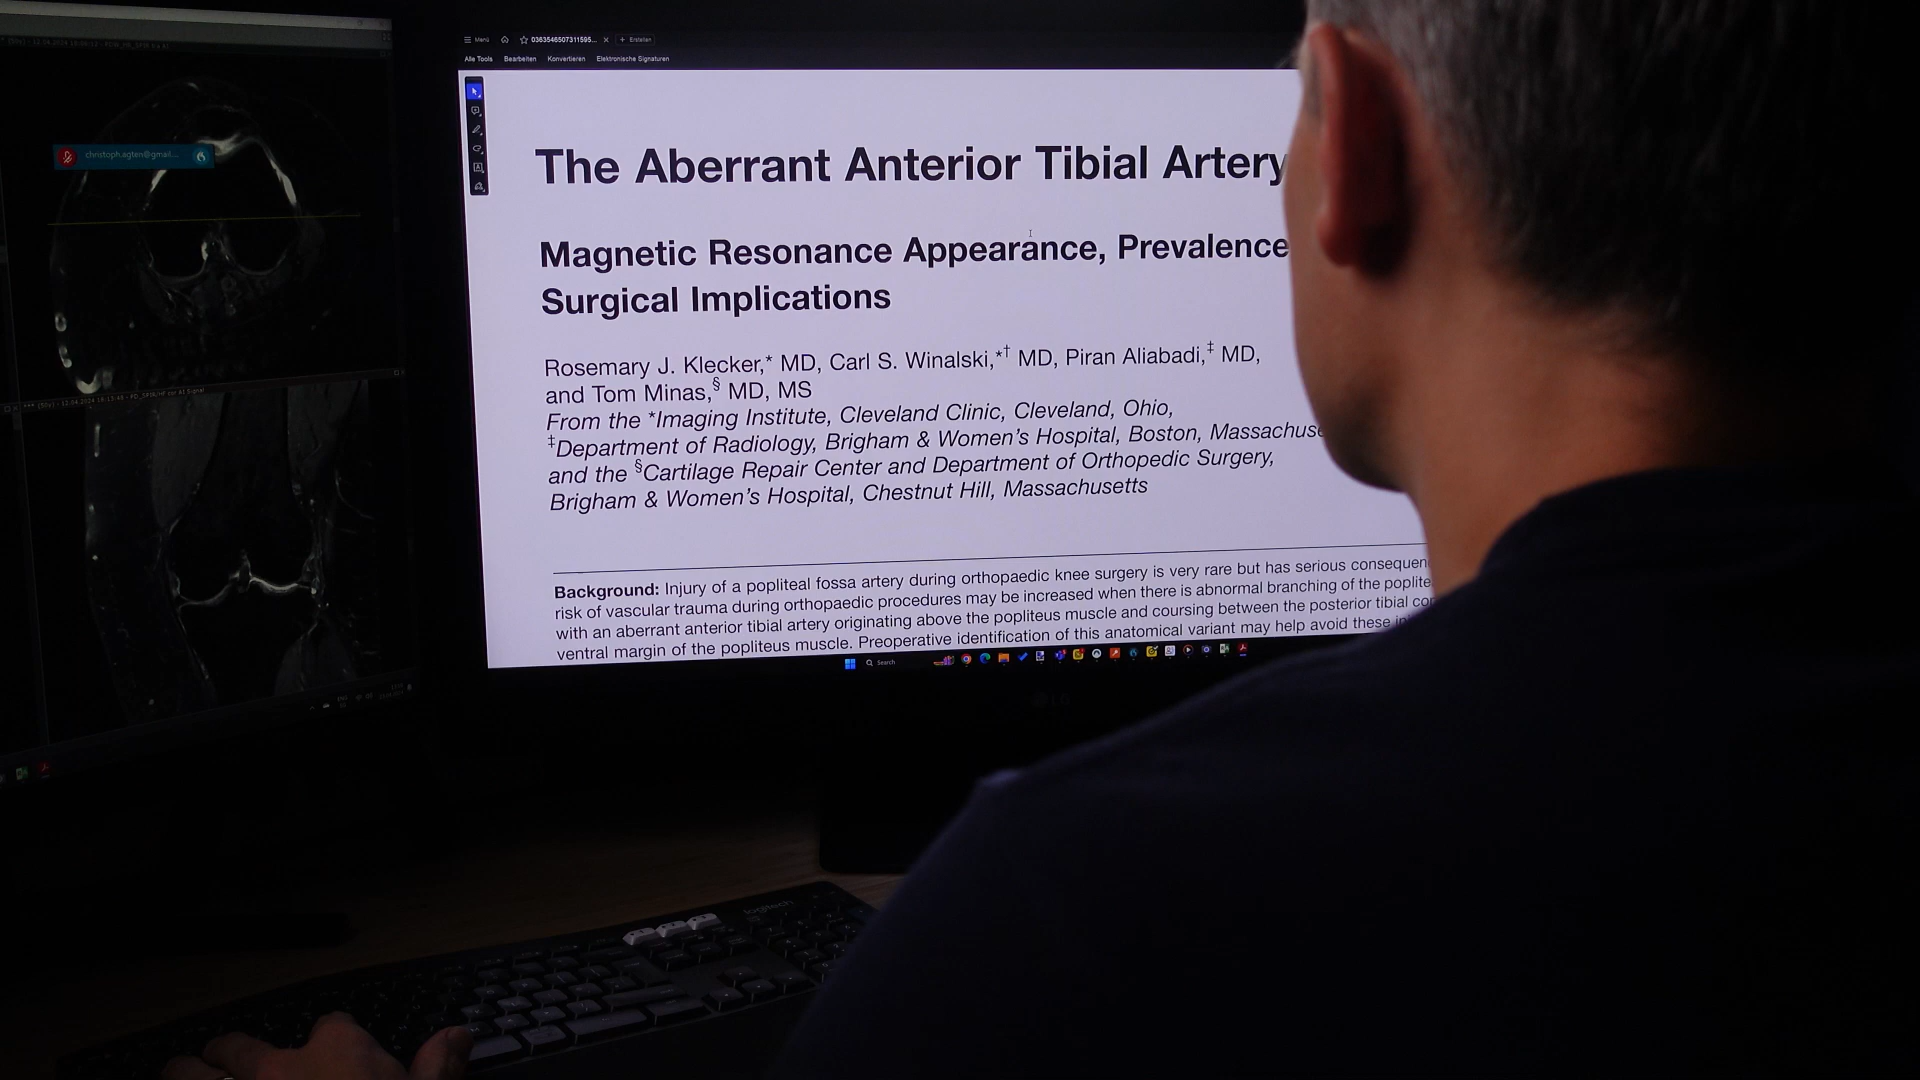 christoph.agten@gmail....
Menü
0363546507311595...
Erstellen
Alle Tools Bearbeiten Konvertieren Elektronische Signaturen
The Aberrant Anterior Tibial Artery
Magnetic Resonance Appearance, Prevalence
Surgical Implications
Rosemary J. Klecker,* MD, Carl S. Winalski,*† MD, Piran Aliabadi,‡ MD,
and Tom Minas,§ MD, MS
From the *Imaging Institute, Cleveland Clinic, Cleveland, Ohio,
‡Department of Radiology, Brigham & Women's Hospital, Boston, Massachuse
and the §Cartilage Repair Center and Department of Orthopedic Surgery,
Brigham & Women's Hospital, Chestnut Hill, Massachusetts
Background: Injury of a popliteal fossa artery during orthopaedic knee surgery is very rare but has serious consequen
risk of vascular trauma during orthopaedic procedures may be increased when there is abnormal branching of the poplite
with an aberrant anterior tibial artery originating above the popliteus muscle and coursing between the posterior tibial cor
ventral margin of the popliteus muscle. Preoperative identification of this anatomical variant may help avoid these
Search
LG
logitech